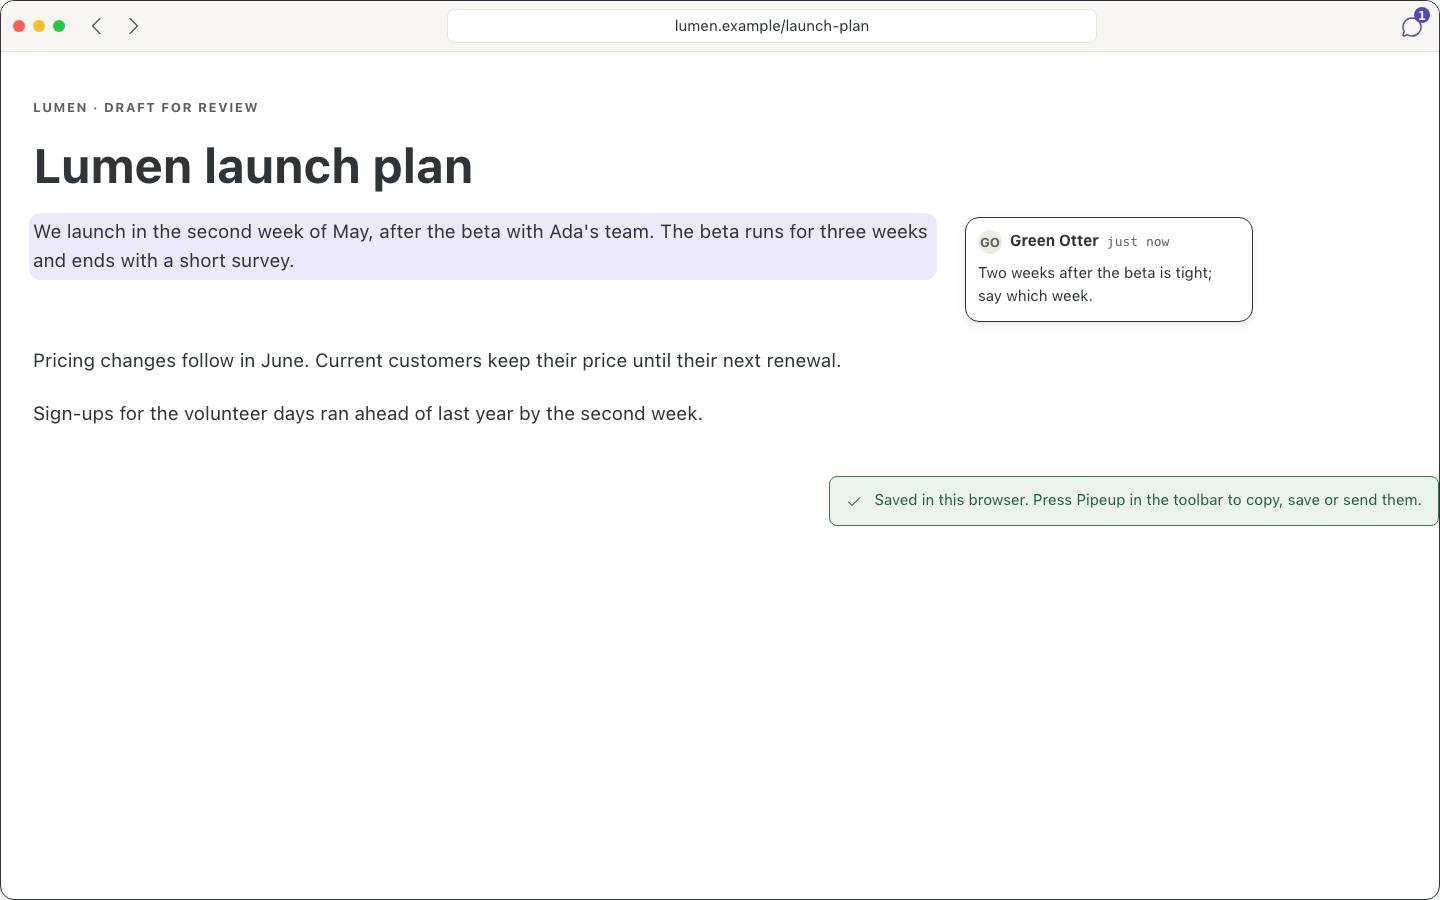 lumen.example/launch-plan
1
LUMEN · DRAFT FOR REVIEW
Lumen launch plan
We launch in the second week of May, after the beta with Ada's team. The beta runs for three weeks
and ends with a short survey.
GO Green Otter just now
Two weeks after the beta is tight;
say which week.
Pricing changes follow in June. Current customers keep their price until their next renewal.
Sign-ups for the volunteer days ran ahead of last year by the second week.
Saved in this browser. Press Pipeup in the toolbar to copy, save or send them.